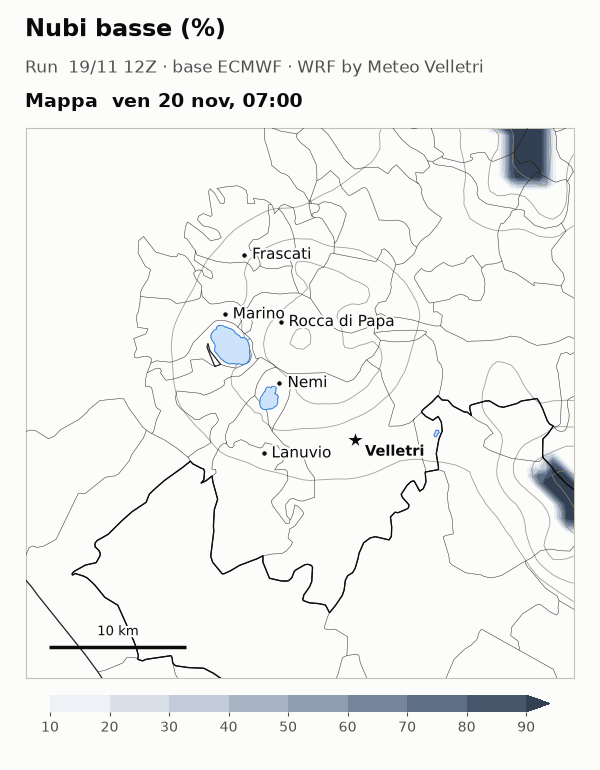 Nubi basse (%)
Run  19/11 12Z · base ECMWF · WRF by Meteo Velletri
Mappa  ven 20 nov, 07:00
Frascati
Marino
Rocca di Papa
Nemi
Velletri
Lanuvio
10 km
10 20 30 40 50 60 70 80 90